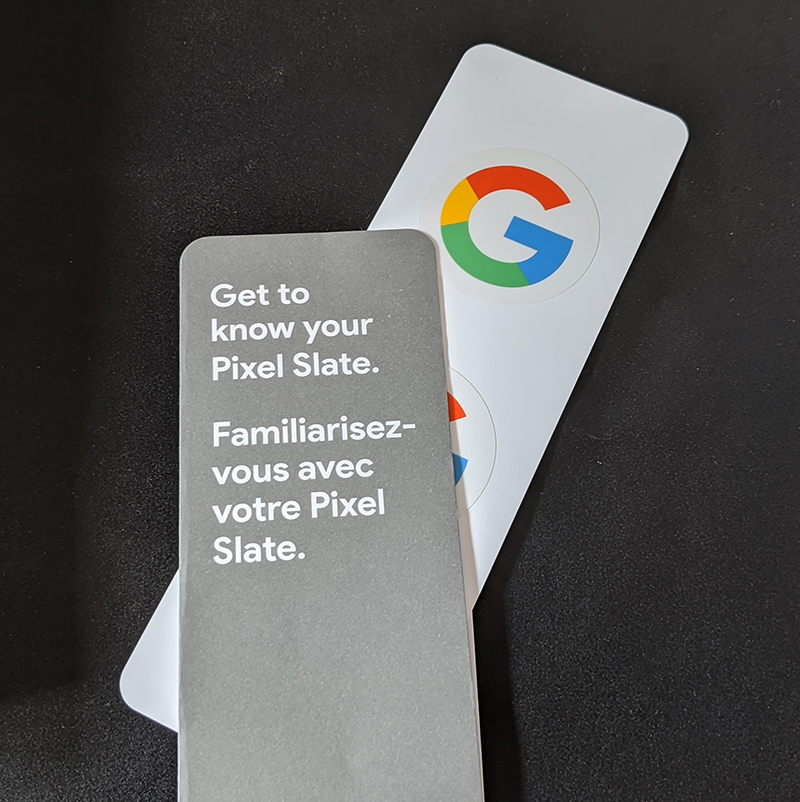 Get to
know your
Pixel Slate.
Familiarisez-
vous avec
votre Pixel
Slate.
G
G